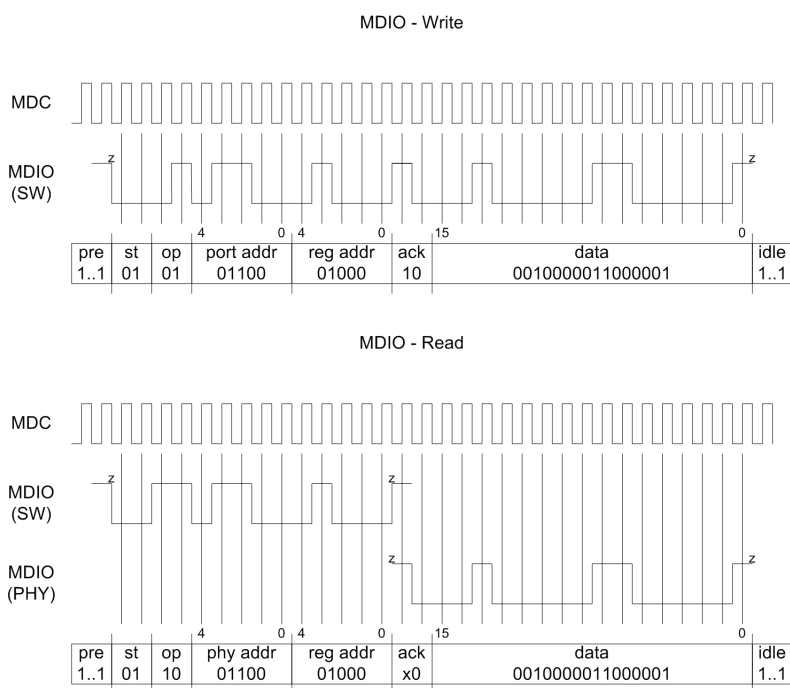 MDIO - Write
MDC
z z
MDIO
(SW)
4 0 4 0 15 0
pre st op port addr reg addr ack data idle
1..1 01 01 01100 01000 10 0010000011000001 1..1
MDIO - Read
MDC
z z
MDIO
(SW)
z z
MDIO
(PHY)
4 0 4 0 15 0
pre st op phy addr reg addr ack data idle
1..1 01 10 01100 01000 x0 0010000011000001 1..1